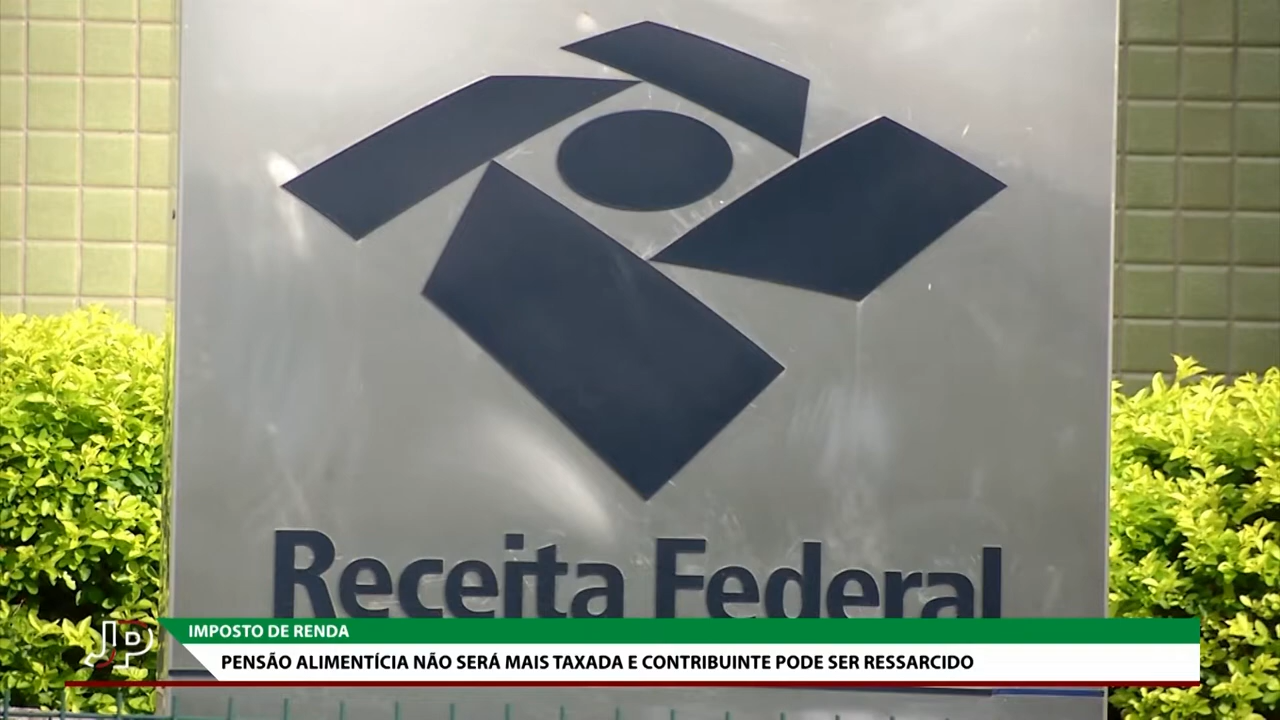 Receita Federal
JP
IMPOSTO DE RENDA
PENSÃO ALIMENTÍCIA NÃO SERÁ MAIS TAXADA E CONTRIBUINTE PODE SER RESSARCIDO